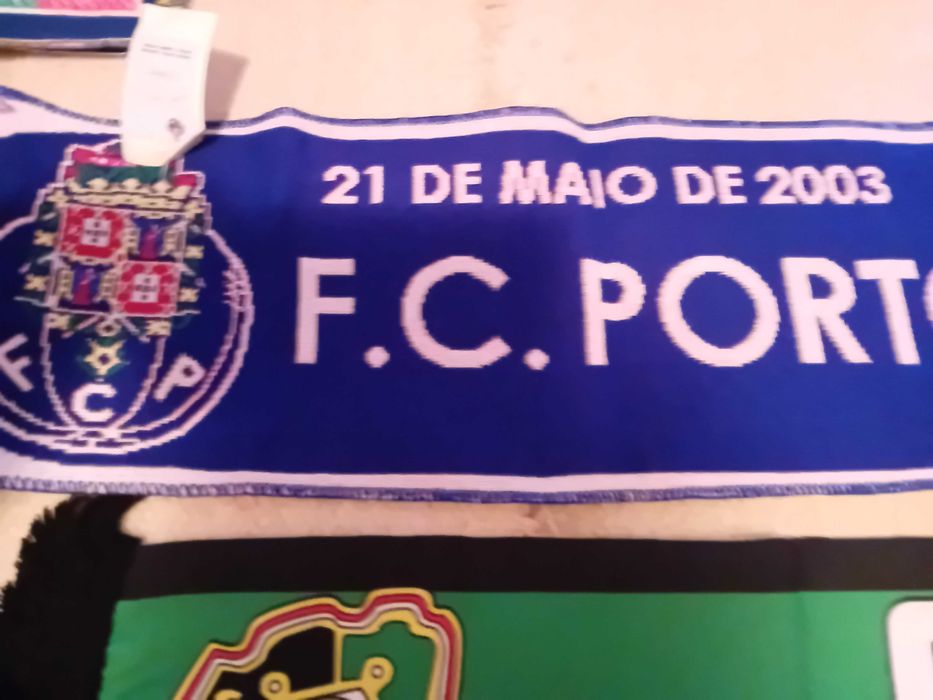 21 DE MAIO DE 2003
F.C. PORTO
F C P